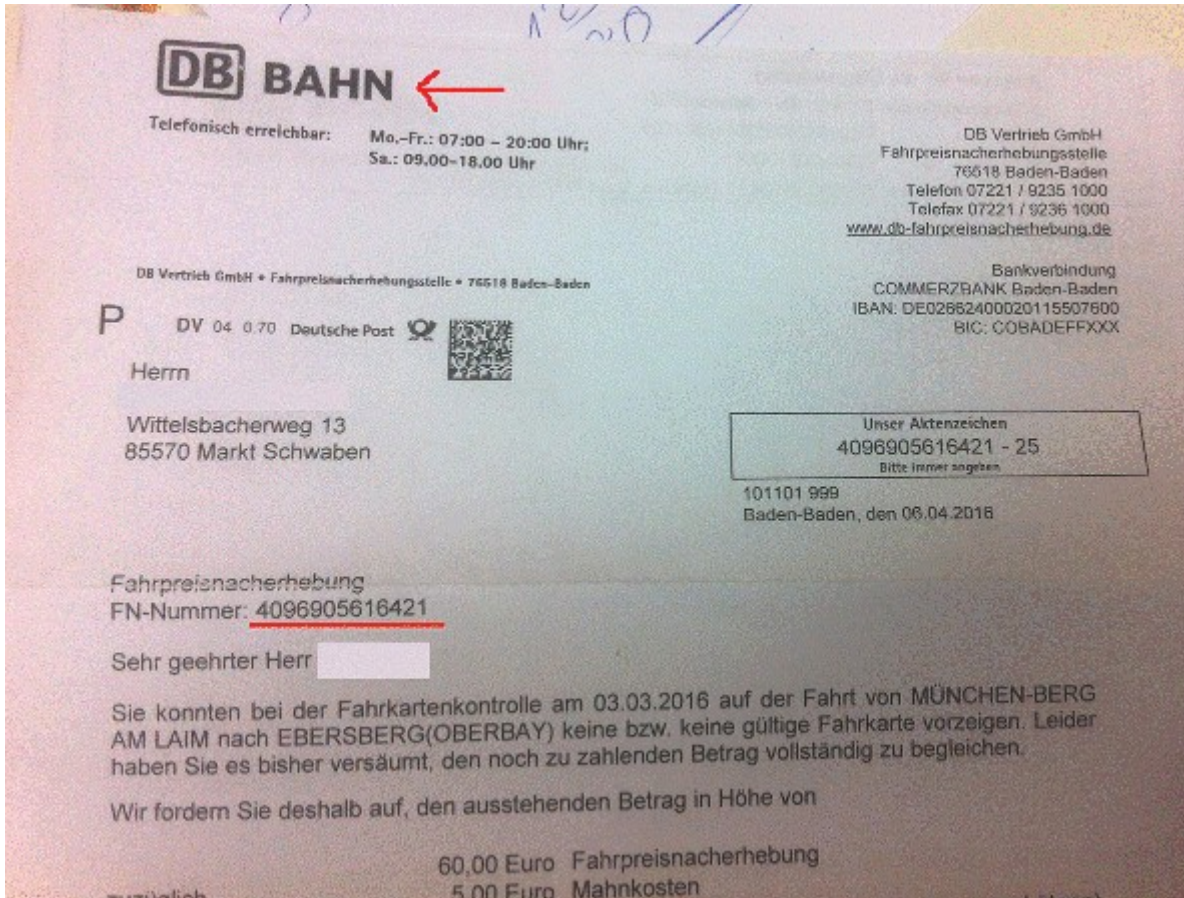 DB BAHN
Telefonisch erreichbar: Mo.-Fr.: 07:00 - 20:00 Uhr;
Sa.: 09.00-18.00 Uhr
DB Vertrieb GmbH
Fahrpreisnacherhebungsstelle
76518 Baden-Baden
Telefon 07221 / 9235 1000
Telefax 07221 / 9236 1000
www.db-fahrpreisnacherhebung.de
Bankverbindung
COMMERZBANK Baden-Baden
IBAN: DE02662400020115507600
BIC: COBADEFFXXX
DB Vertrieb GmbH • Fahrpreisnacherhebungsstelle • 76518 Baden-Baden
P DV 04 0.70 Deutsche Post
Herrn
Wittelsbacherweg 13
85570 Markt Schwaben
Unser Aktenzeichen
4096905616421 - 25
Bitte immer angeben
101101 999
Baden-Baden, den 06.04.2016
Fahrpreisnacherhebung
FN-Nummer: 4096905616421
Sehr geehrter Herr
Sie konnten bei der Fahrkartenkontrolle am 03.03.2016 auf der Fahrt von MÜNCHEN-BERG
AM LAIM nach EBERSBERG(OBERBAY) keine bzw. keine gültige Fahrkarte vorzeigen. Leider
haben Sie es bisher versäumt, den noch zu zahlenden Betrag vollständig zu begleichen.
Wir fordern Sie deshalb auf, den ausstehenden Betrag in Höhe von
60,00 Euro Fahrpreisnacherhebung
zuzüglich 5,00 Euro Mahnkosten